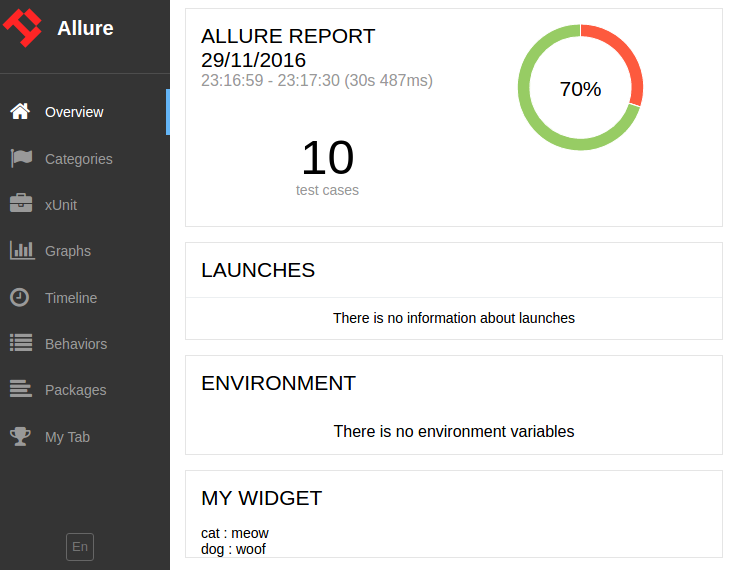 Allure
Overview
Categories
xUnit
Graphs
Timeline
Behaviors
Packages
My Tab
En
ALLURE REPORT
29/11/2016
23:16:59 - 23:17:30 (30s 487ms)
10
test cases
70%
LAUNCHES
There is no information about launches
ENVIRONMENT
There is no environment variables
MY WIDGET
cat : meow
dog : woof